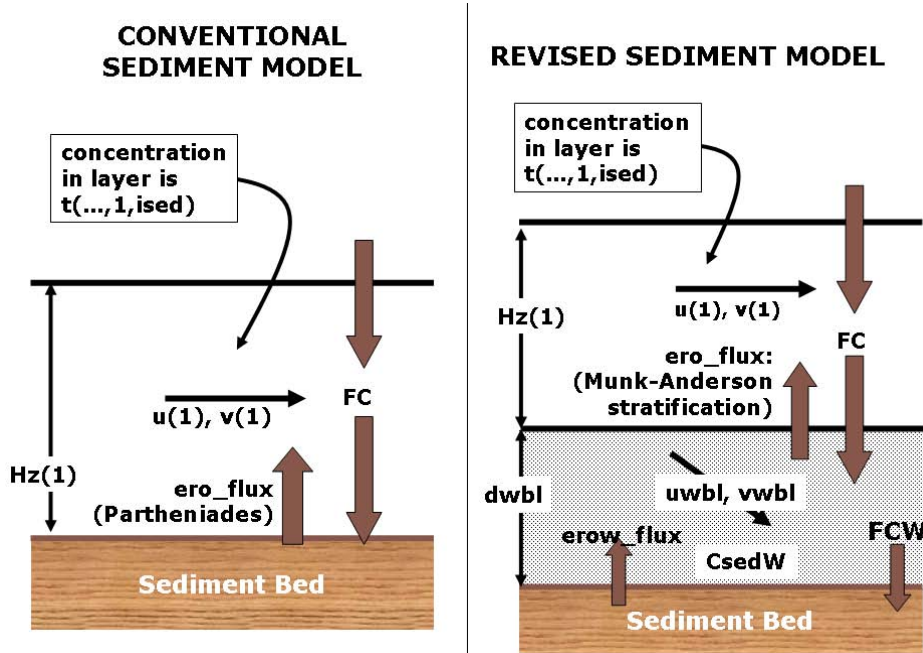 CONVENTIONAL
SEDIMENT MODEL
concentration
in layer is
t(...,1,ised)
u(1), v(1)
FC
Hz(1)
ero_flux
(Partheniades)
Sediment Bed
REVISED SEDIMENT MODEL
concentration
in layer is
t(...,1,ised)
Hz(1)
u(1), v(1)
FC
ero_flux:
(Munk-Anderson
stratification)
dwbl
uwbl, vwbl
erow_flux
FCW
CsedW
Sediment Bed